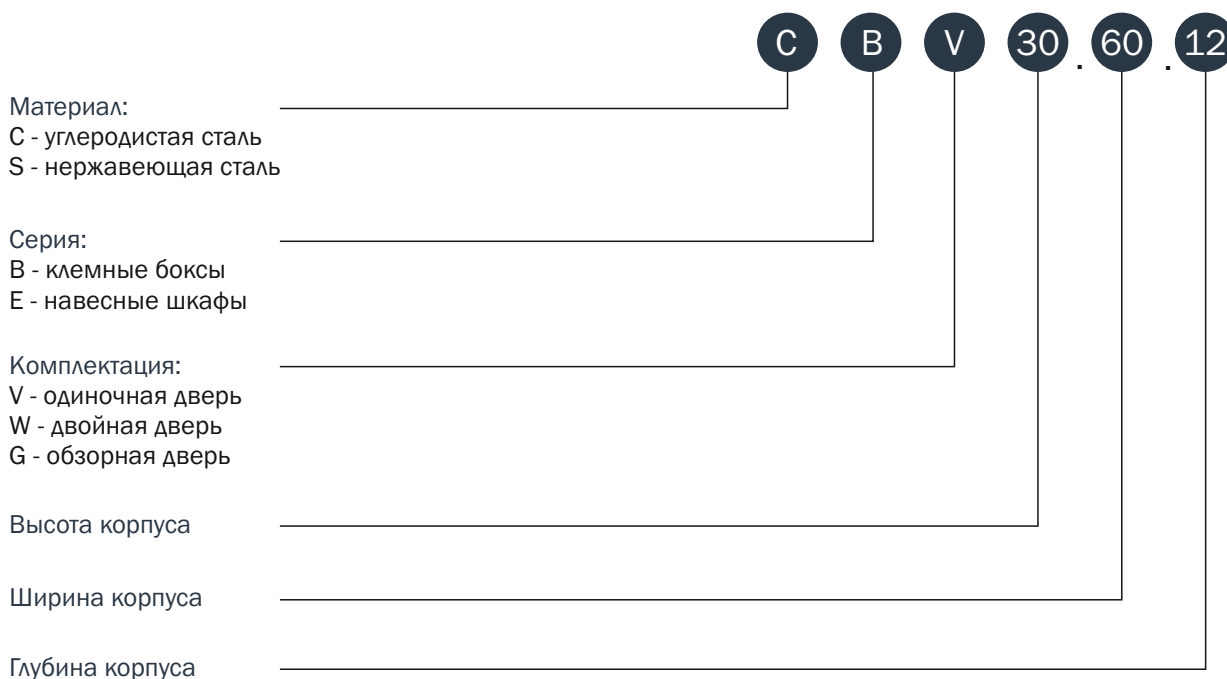 C B V 30 . 60 . 12
Материал:
C - углеродистая сталь
S - нержавеющая сталь
Серия:
B - клемные боксы
E - навесные шкафы
Комплектация:
V - одиночная дверь
W - двойная дверь
G - обзорная дверь
Высота корпуса
Ширина корпуса
Глубина корпуса